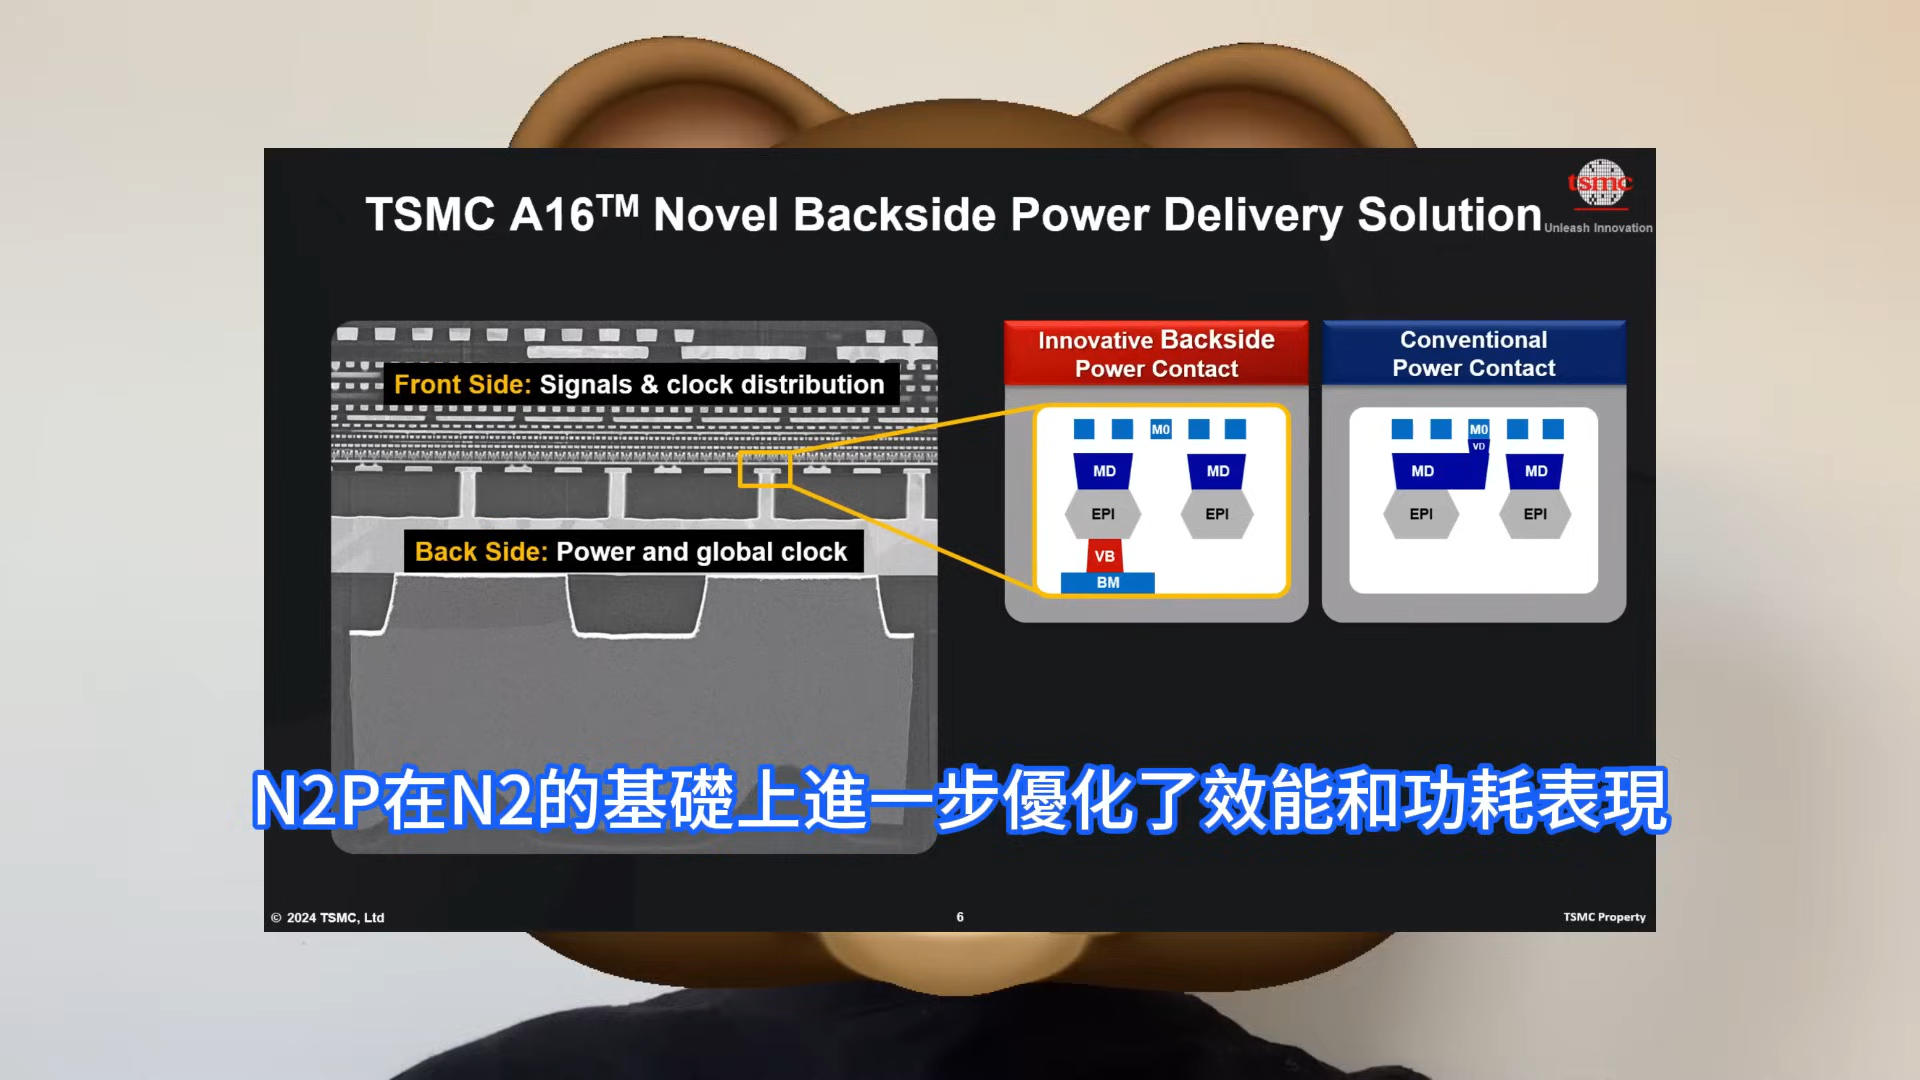 tsmc
Unleash Innovation
TSMC A16™ Novel Backside Power Delivery Solution
Front Side: Signals & clock distribution
Back Side: Power and global clock
Innovative Backside
Power Contact
M0
MD
MD
EPI
EPI
VB
BM
Conventional
Power Contact
M0
VD
MD
MD
EPI
EPI
N2P在N2的基礎上進一步優化了效能和功耗表現
© 2024 TSMC, Ltd
6
TSMC Property